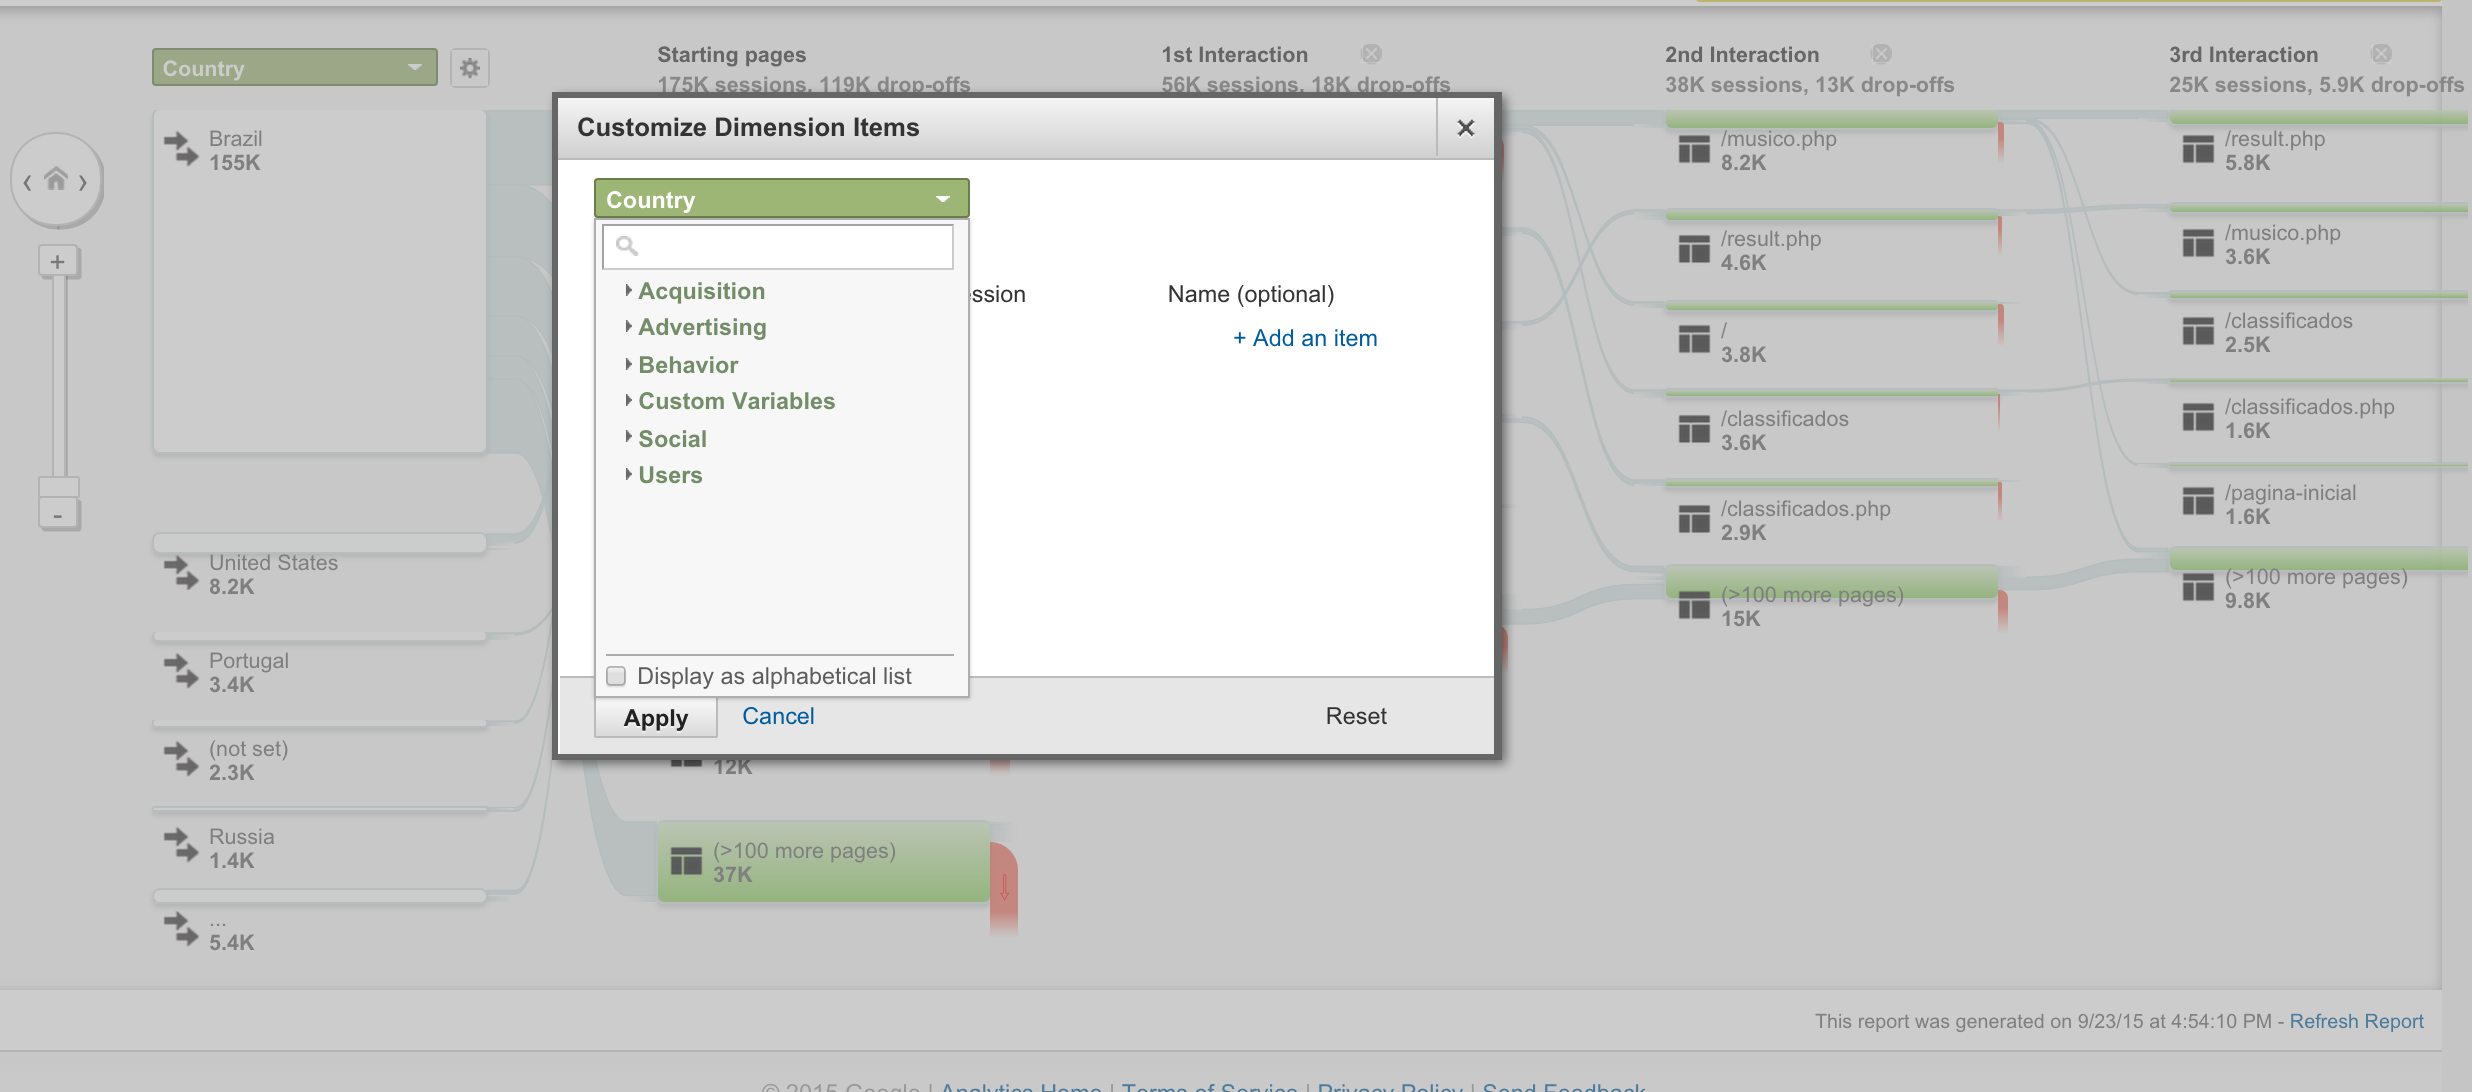 Country
Starting pages
175K sessions, 119K drop-offs
1st Interaction
56K sessions, 18K drop-offs
2nd Interaction
38K sessions, 13K drop-offs
3rd Interaction
25K sessions, 5.9K drop-offs
Brazil
155K
United States
8.2K
Portugal
3.4K
(not set)
2.3K
Russia
1.4K
...
5.4K
+
-
Customize Dimension Items
Country
Acquisition
Advertising
Behavior
Custom Variables
Social
Users
Display as alphabetical list
ession
Name (optional)
+ Add an item
Apply
Cancel
Reset
12K
(>100 more pages)
37K
/musico.php
8.2K
/result.php
4.6K
/
3.8K
/classificados
3.6K
/classificados.php
2.9K
(>100 more pages)
15K
/result.php
5.8K
/musico.php
3.6K
/classificados
2.5K
/classificados.php
1.6K
/pagina-inicial
1.6K
(>100 more pages)
9.8K
This report was generated on 9/23/15 at 4:54:10 PM - Refresh Report
© 2015 Google | Analytics Home | Terms of Service | Privacy Policy | Send Feedback